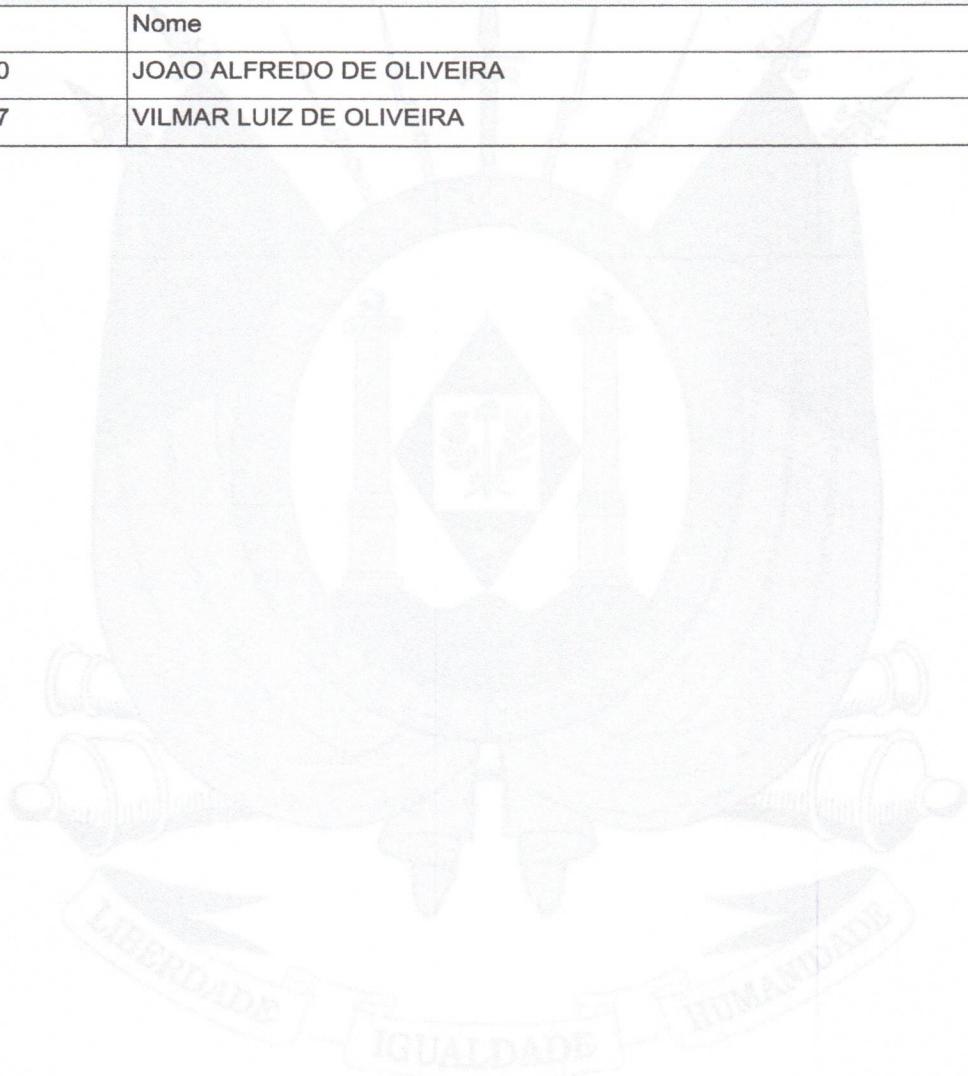 Nome
0 JOAO ALFREDO DE OLIVEIRA
7 VILMAR LUIZ DE OLIVEIRA
LIBERDADE
IGUALDADE
HUMANIDADE